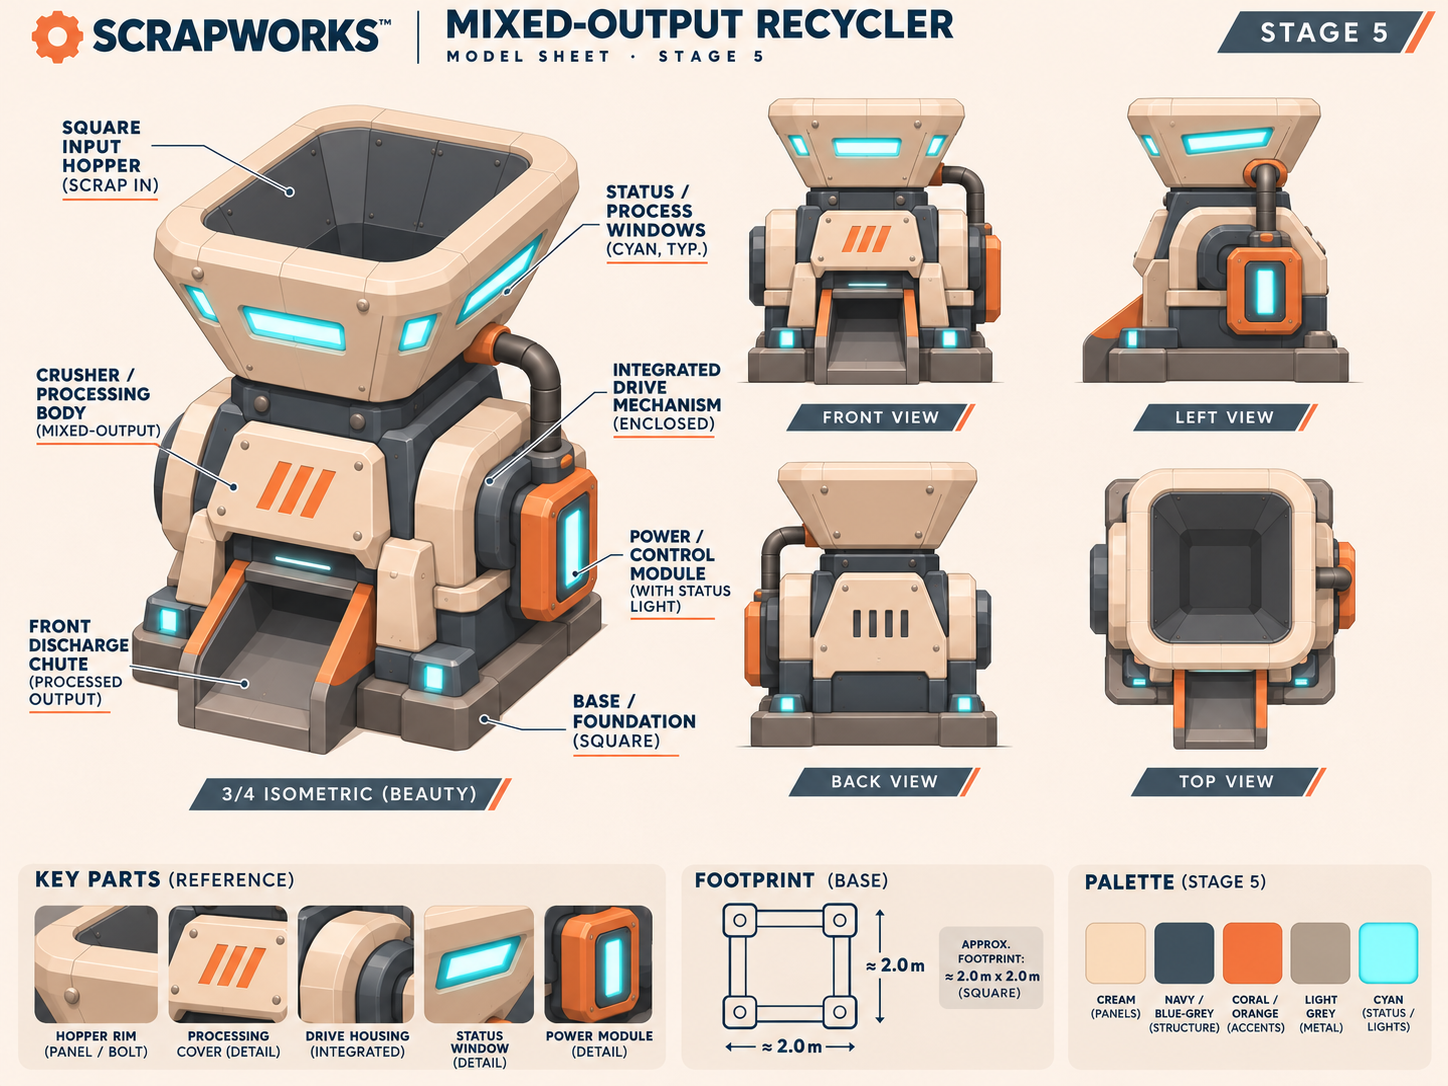 SCRAPWORKS™
MIXED-OUTPUT RECYCLER
MODEL SHEET · STAGE 5
STAGE 5
SQUARE
INPUT
HOPPER
(SCRAP IN)
STATUS /
PROCESS
WINDOWS
(CYAN, TYP.)
CRUSHER /
PROCESSING
BODY
(MIXED-OUTPUT)
INTEGRATED
DRIVE
MECHANISM
(ENCLOSED)
POWER /
CONTROL
MODULE
(WITH STATUS
LIGHT)
FRONT
DISCHARGE
CHUTE
(PROCESSED
OUTPUT)
BASE /
FOUNDATION
(SQUARE)
3/4 ISOMETRIC (BEAUTY)
FRONT VIEW
LEFT VIEW
BACK VIEW
TOP VIEW
KEY PARTS (REFERENCE)
HOPPER RIM
(PANEL / BOLT)
PROCESSING
COVER (DETAIL)
DRIVE HOUSING
(INTEGRATED)
STATUS
WINDOW
(DETAIL)
POWER MODULE
(DETAIL)
FOOTPRINT (BASE)
≈ 2.0 m
≈ 2.0 m
APPROX.
FOOTPRINT:
≈ 2.0 m x 2.0 m
(SQUARE)
PALETTE (STAGE 5)
CREAM
(PANELS)
NAVY /
BLUE-GREY
(STRUCTURE)
CORAL /
ORANGE
(ACCENTS)
LIGHT
GREY
(METAL)
CYAN
(STATUS /
LIGHTS)